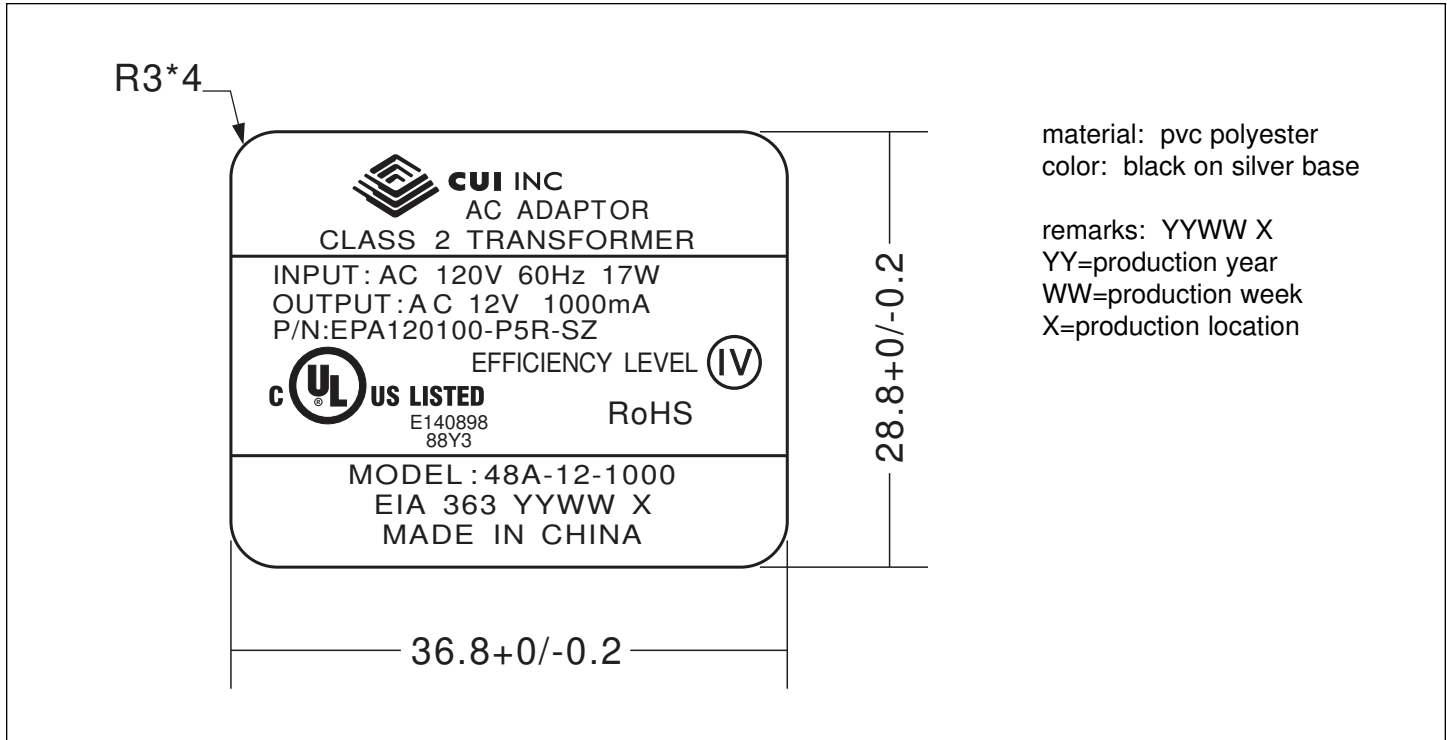 R3*4
CUI INC
AC ADAPTOR
CLASS 2 TRANSFORMER
INPUT: AC 120V 60Hz 17W
OUTPUT: AC 12V 1000mA
P/N:EPA120100-P5R-SZ
EFFICIENCY LEVEL IV
C UL ® US LISTED
E140898
88Y3
RoHS
MODEL: 48A-12-1000
EIA 363 YYWW X
MADE IN CHINA
36.8+0/-0.2
28.8+0/-0.2
material: pvc polyester
color: black on silver base
remarks: YYWW X
YY=production year
WW=production week
X=production location